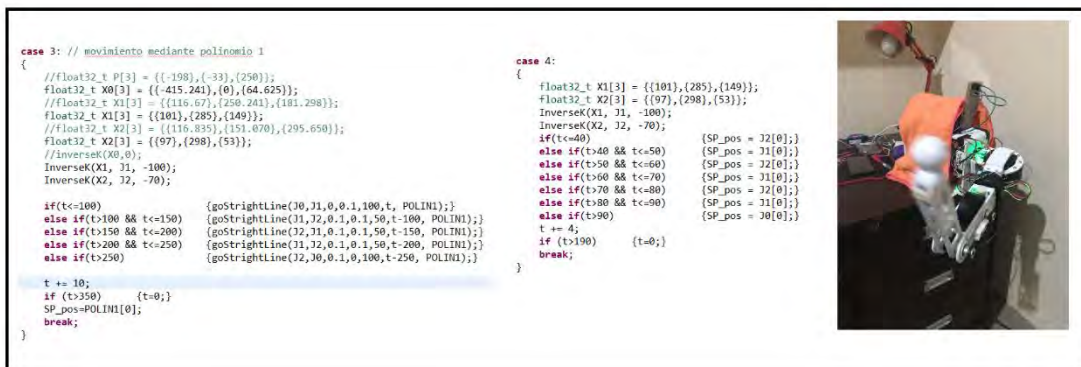 case 3: // movimiento mediante polinomio 1
{
//float32_t P[3] = {{-198},{-33},{250}};
float32_t X0[3] = {{-415.241},{0},{64.625}};
//float32_t X1[3] = {{116.67},{250.241},{181.298}};
float32_t X1[3] = {{101},{285},{149}};
//float32_t X2[3] = {{116.835},{151.070},{295.650}};
float32_t X2[3] = {{97},{298},{53}};
//inverseK(X0,0);
InverseK(X1, J1, -100);
InverseK(X2, J2, -70);
if(t<=100) {goStrightLine(J0,J1,0,0.1,100,t, POLIN1);}
else if(t>100 && t<=150) {goStrightLine(J1,J2,0.1,0.1,50,t-100, POLIN1);}
else if(t>150 && t<=200) {goStrightLine(J2,J1,0.1,0.1,50,t-150, POLIN1);}
else if(t>200 && t<=250) {goStrightLine(J1,J2,0.1,0.1,50,t-200, POLIN1);}
else if(t>250) {goStrightLine(J2,J0,0.1,0,100,t-250, POLIN1);}
t += 10;
if (t>350) {t=0;}
SP_pos=POLIN1[0];
break;
}
case 4:
{
float32_t X1[3] = {{101},{285},{149}};
float32_t X2[3] = {{97},{298},{53}};
InverseK(X1, J1, -100);
InverseK(X2, J2, -70);
if(t<=40) {SP_pos = J2[0];}
else if(t>40 && t<=50) {SP_pos = J1[0];}
else if(t>50 && t<=60) {SP_pos = J2[0];}
else if(t>60 && t<=70) {SP_pos = J1[0];}
else if(t>70 && t<=80) {SP_pos = J2[0];}
else if(t>80 && t<=90) {SP_pos = J1[0];}
else if(t>90) {SP_pos = J0[0];}
t += 4;
if (t>190) {t=0;}
break;
}